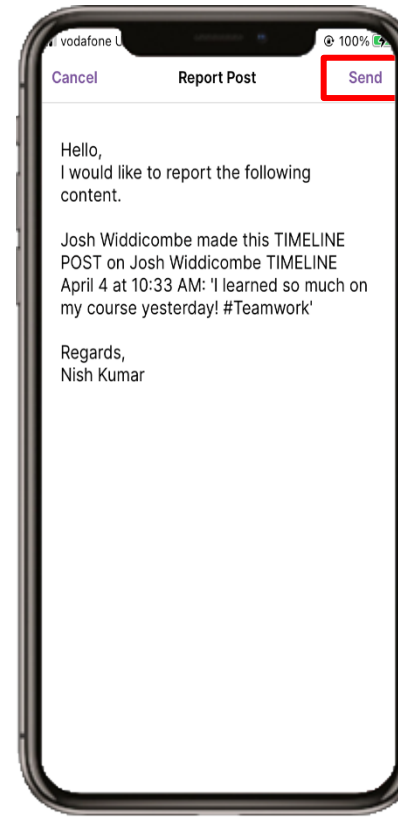 vodafone U 100%
Cancel Report Post Send
Hello,
I would like to report the following
content.
Josh Widdicombe made this TIMELINE
POST on Josh Widdicombe TIMELINE
April 4 at 10:33 AM: 'I learned so much on
my course yesterday! #Teamwork'
Regards,
Nish Kumar